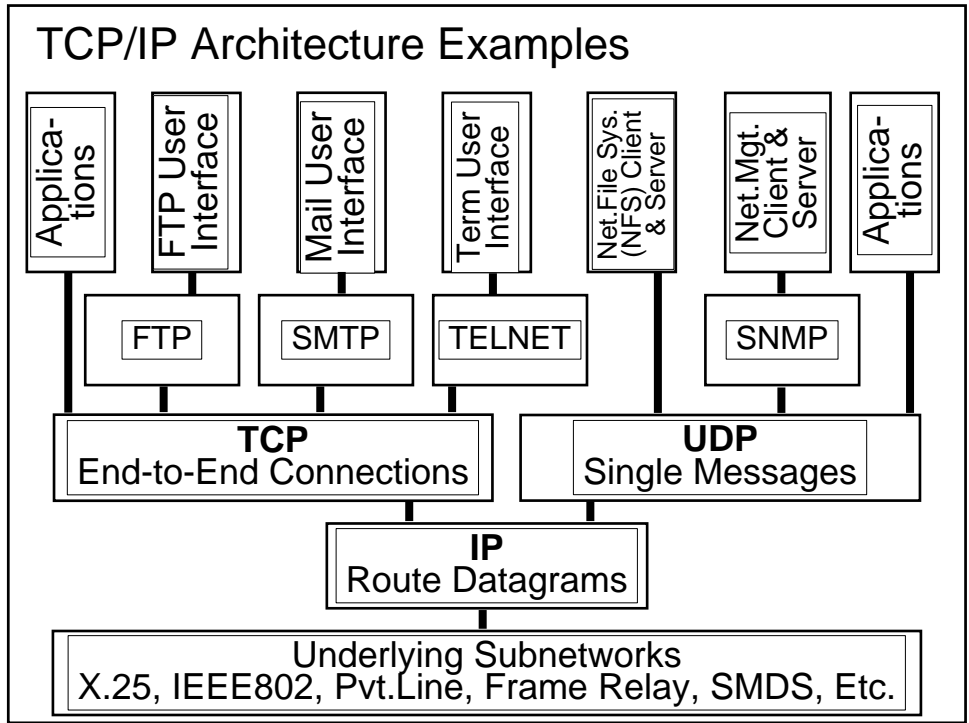 TCP/IP Architecture Examples
Applica-
tions
FTP User
Interface
Mail User
Interface
Term User
Interface
Net.File Sys.
(NFS) Client
& Server
Net.Mgt.
Client &
Server
Applica-
tions
FTP
SMTP
TELNET
SNMP
TCP
End-to-End Connections
UDP
Single Messages
IP
Route Datagrams
Underlying Subnetworks
X.25, IEEE802, Pvt.Line, Frame Relay, SMDS, Etc.